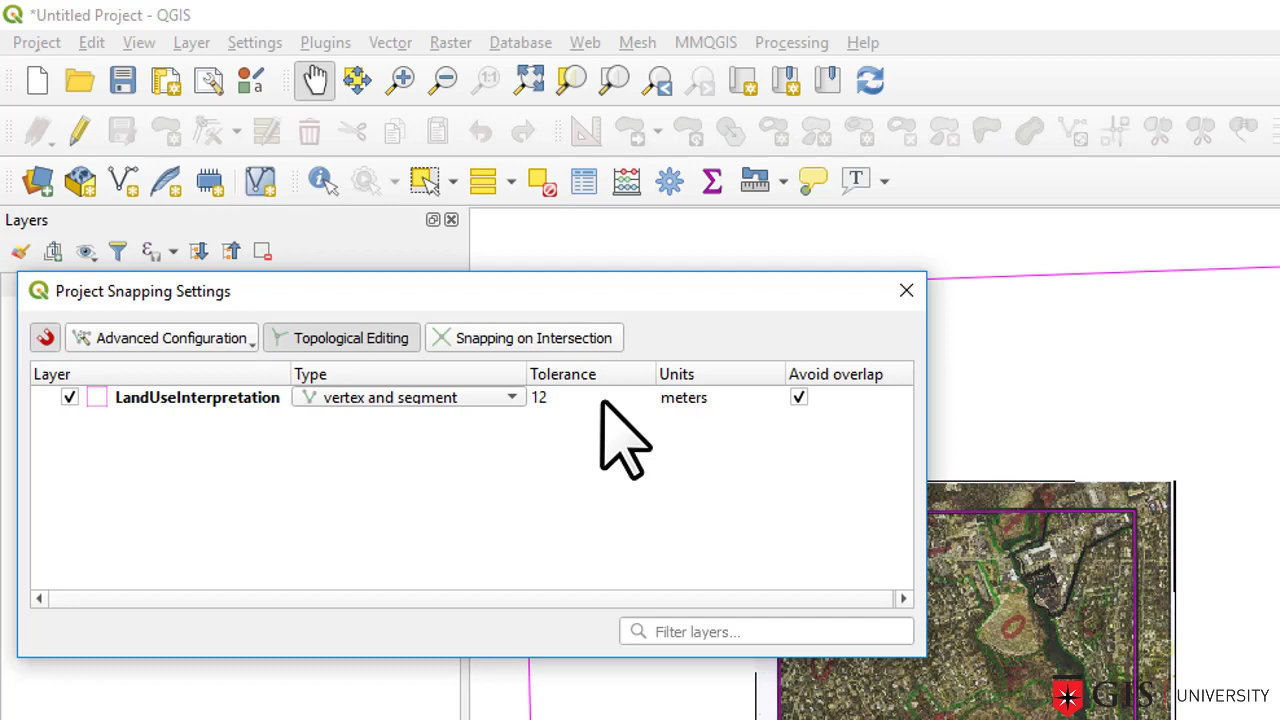 *Untitled Project - QGIS
Project Edit View Layer Settings Plugins Vector Raster Database Web Mesh MMQGIS Processing Help
1:1
a
T
Layers
Project Snapping Settings
Advanced Configuration Topological Editing Snapping on Intersection
Layer Type Tolerance Units Avoid overlap
LandUseInterpretation vertex and segment 12 meters
Filter layers...
GIS UNIVERSITY